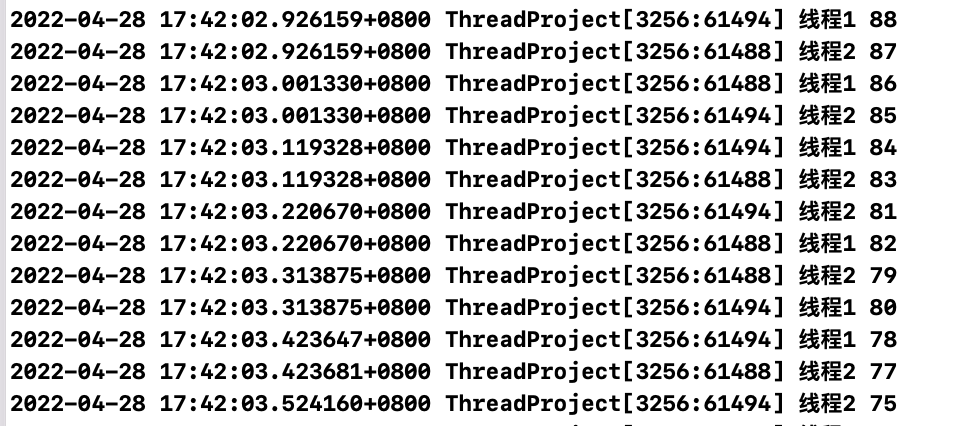 2022-04-28 17:42:02.926159+0800 ThreadProject[3256:61494] 线程1 88
2022-04-28 17:42:02.926159+0800 ThreadProject[3256:61488] 线程2 87
2022-04-28 17:42:03.001330+0800 ThreadProject[3256:61488] 线程1 86
2022-04-28 17:42:03.001330+0800 ThreadProject[3256:61494] 线程2 85
2022-04-28 17:42:03.119328+0800 ThreadProject[3256:61494] 线程1 84
2022-04-28 17:42:03.119328+0800 ThreadProject[3256:61488] 线程2 83
2022-04-28 17:42:03.220670+0800 ThreadProject[3256:61494] 线程2 81
2022-04-28 17:42:03.220670+0800 ThreadProject[3256:61488] 线程1 82
2022-04-28 17:42:03.313875+0800 ThreadProject[3256:61488] 线程2 79
2022-04-28 17:42:03.313875+0800 ThreadProject[3256:61494] 线程1 80
2022-04-28 17:42:03.423647+0800 ThreadProject[3256:61494] 线程1 78
2022-04-28 17:42:03.423681+0800 ThreadProject[3256:61488] 线程2 77
2022-04-28 17:42:03.524160+0800 ThreadProject[3256:61494] 线程2 75